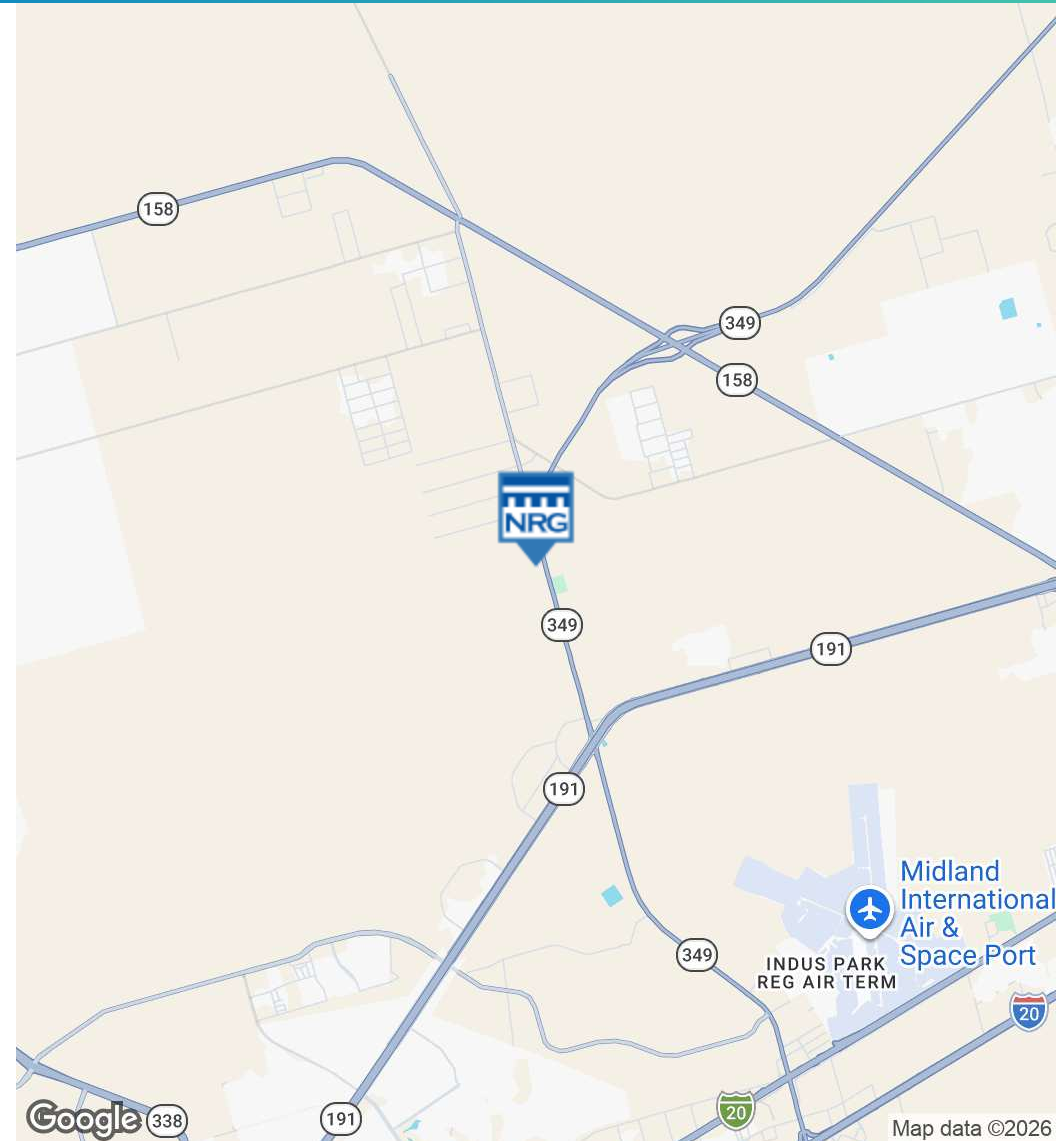 158
349
158
NRG
349
191
191
Midland
International
Air &
Space Port
349
INDUS PARK
REG AIR TERM
20
20
Google
338
191
Map data ©2026